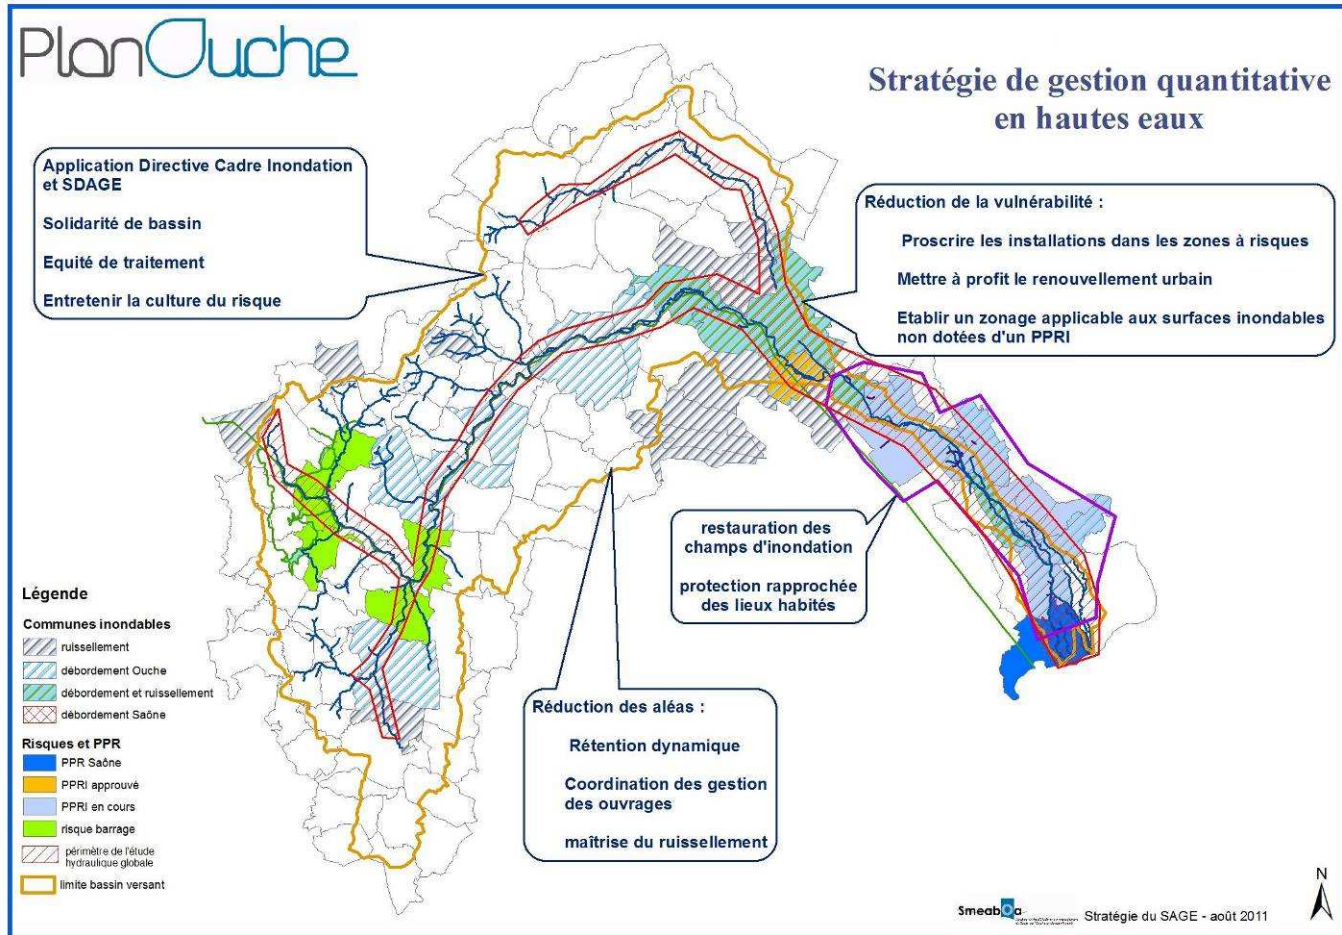 PlanOuche
Stratégie de gestion quantitative
en hautes eaux
Application Directive Cadre Inondation
et SDAGE
Solidarité de bassin
Equité de traitement
Entretenir la culture du risque
Réduction de la vulnérabilité :
Proscrire les installations dans les zones à risques
Mettre à profit le renouvellement urbain
Etablir un zonage applicable aux surfaces inondables
non dotées d'un PPRI
restauration des
champs d'inondation
protection rapprochée
des lieux habités
Réduction des aléas :
Rétention dynamique
Coordination des gestion
des ouvrages
maîtrise du ruissellement
Légende
Communes inondables
ruissellement
débordement Ouche
débordement et ruissellement
débordement Saône
Risques et PPR
PPR Saône
PPRI approuvé
PPRI en cours
risque barrage
périmètre de l'étude
hydraulique globale
limite bassin versant
Smeaboa
Stratégie du SAGE - août 2011
N